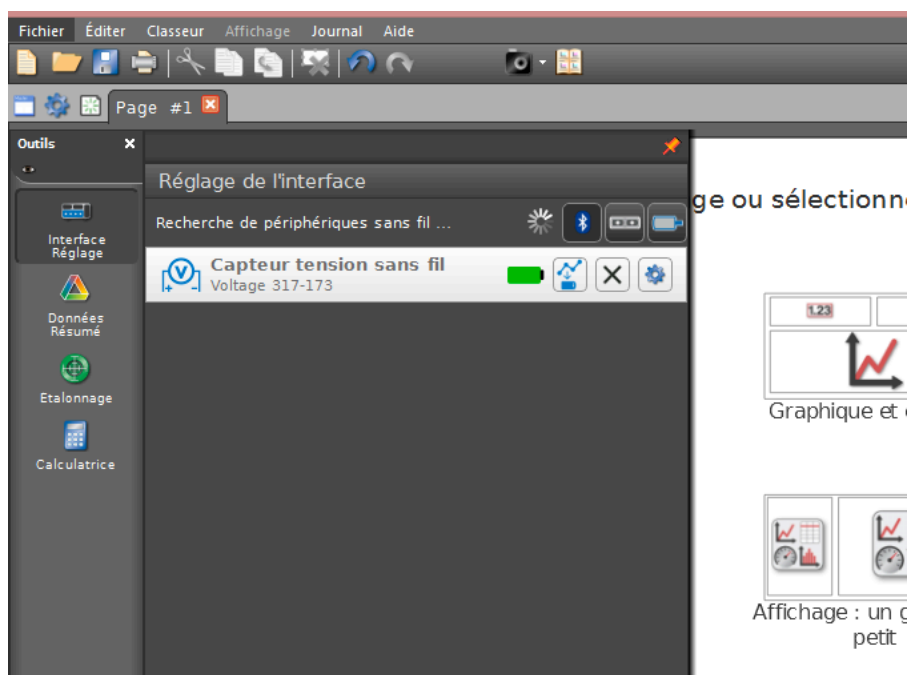 Fichier Éditer Classeur Affichage Journal Aide
Page #1
Outils
Réglage de l'interface
Recherche de périphériques sans fil ...
Capteur tension sans fil
Voltage 317-173
Interface
Réglage
Données
Résumé
Etalonnage
Calculatrice
ge ou sélectionn
1.23
Graphique et
Affichage : un g
petit